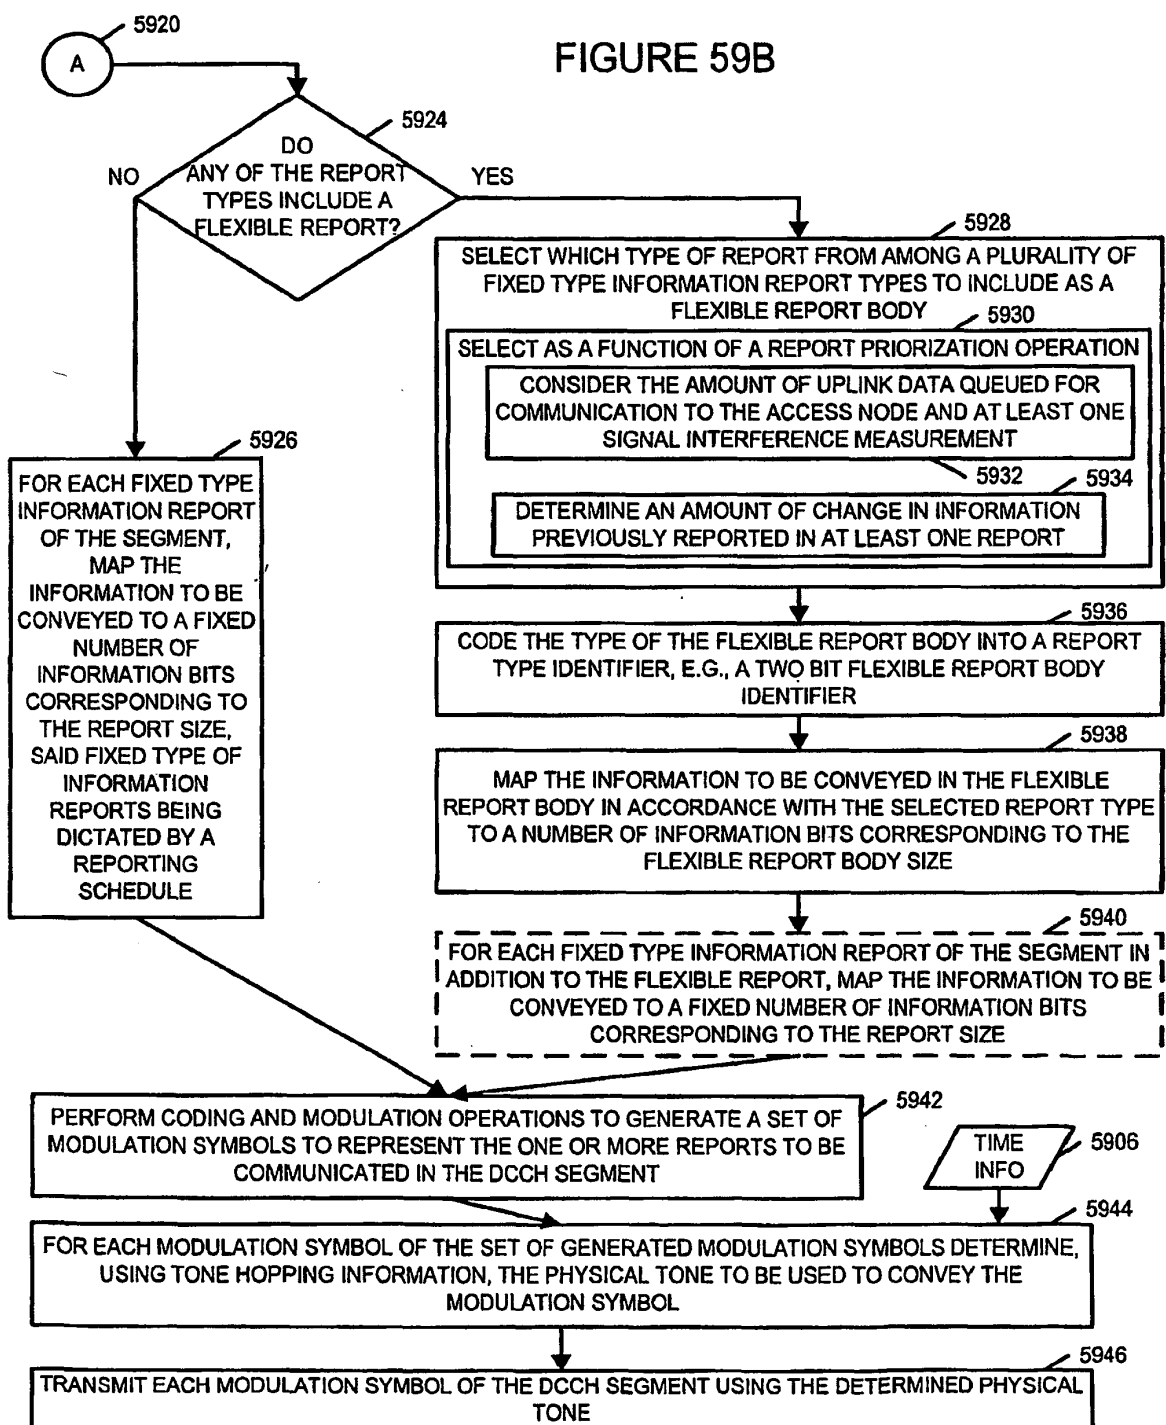 5920
A
FIGURE 59B
5924
DO
ANY OF THE REPORT
TYPES INCLUDE A
FLEXIBLE REPORT?
NO
YES
5928
SELECT WHICH TYPE OF REPORT FROM AMONG A PLURALITY OF
FIXED TYPE INFORMATION REPORT TYPES TO INCLUDE AS A
FLEXIBLE REPORT BODY
5930
SELECT AS A FUNCTION OF A REPORT PRIORIZATION OPERATION
CONSIDER THE AMOUNT OF UPLINK DATA QUEUED FOR
COMMUNICATION TO THE ACCESS NODE AND AT LEAST ONE
SIGNAL INTERFERENCE MEASUREMENT
5932
5934
DETERMINE AN AMOUNT OF CHANGE IN INFORMATION
PREVIOUSLY REPORTED IN AT LEAST ONE REPORT
5926
FOR EACH FIXED TYPE
INFORMATION REPORT
OF THE SEGMENT,
MAP THE
INFORMATION TO BE
CONVEYED TO A FIXED
NUMBER OF
INFORMATION BITS
CORRESPONDING TO
THE REPORT SIZE,
SAID FIXED TYPE OF
INFORMATION
REPORTS BEING
DICTATED BY A
REPORTING
SCHEDULE
5936
CODE THE TYPE OF THE FLEXIBLE REPORT BODY INTO A REPORT
TYPE IDENTIFIER, E.G., A TWO BIT FLEXIBLE REPORT BODY
IDENTIFIER
5938
MAP THE INFORMATION TO BE CONVEYED IN THE FLEXIBLE
REPORT BODY IN ACCORDANCE WITH THE SELECTED REPORT TYPE
TO A NUMBER OF INFORMATION BITS CORRESPONDING TO THE
FLEXIBLE REPORT BODY SIZE
5940
FOR EACH FIXED TYPE INFORMATION REPORT OF THE SEGMENT IN
ADDITION TO THE FLEXIBLE REPORT, MAP THE INFORMATION TO BE
CONVEYED TO A FIXED NUMBER OF INFORMATION BITS
CORRESPONDING TO THE REPORT SIZE
5942
PERFORM CODING AND MODULATION OPERATIONS TO GENERATE A SET OF
MODULATION SYMBOLS TO REPRESENT THE ONE OR MORE REPORTS TO BE
COMMUNICATED IN THE DCCH SEGMENT
TIME
INFO
5906
5944
FOR EACH MODULATION SYMBOL OF THE SET OF GENERATED MODULATION SYMBOLS DETERMINE,
USING TONE HOPPING INFORMATION, THE PHYSICAL TONE TO BE USED TO CONVEY THE
MODULATION SYMBOL
5946
TRANSMIT EACH MODULATION SYMBOL OF THE DCCH SEGMENT USING THE DETERMINED PHYSICAL
TONE